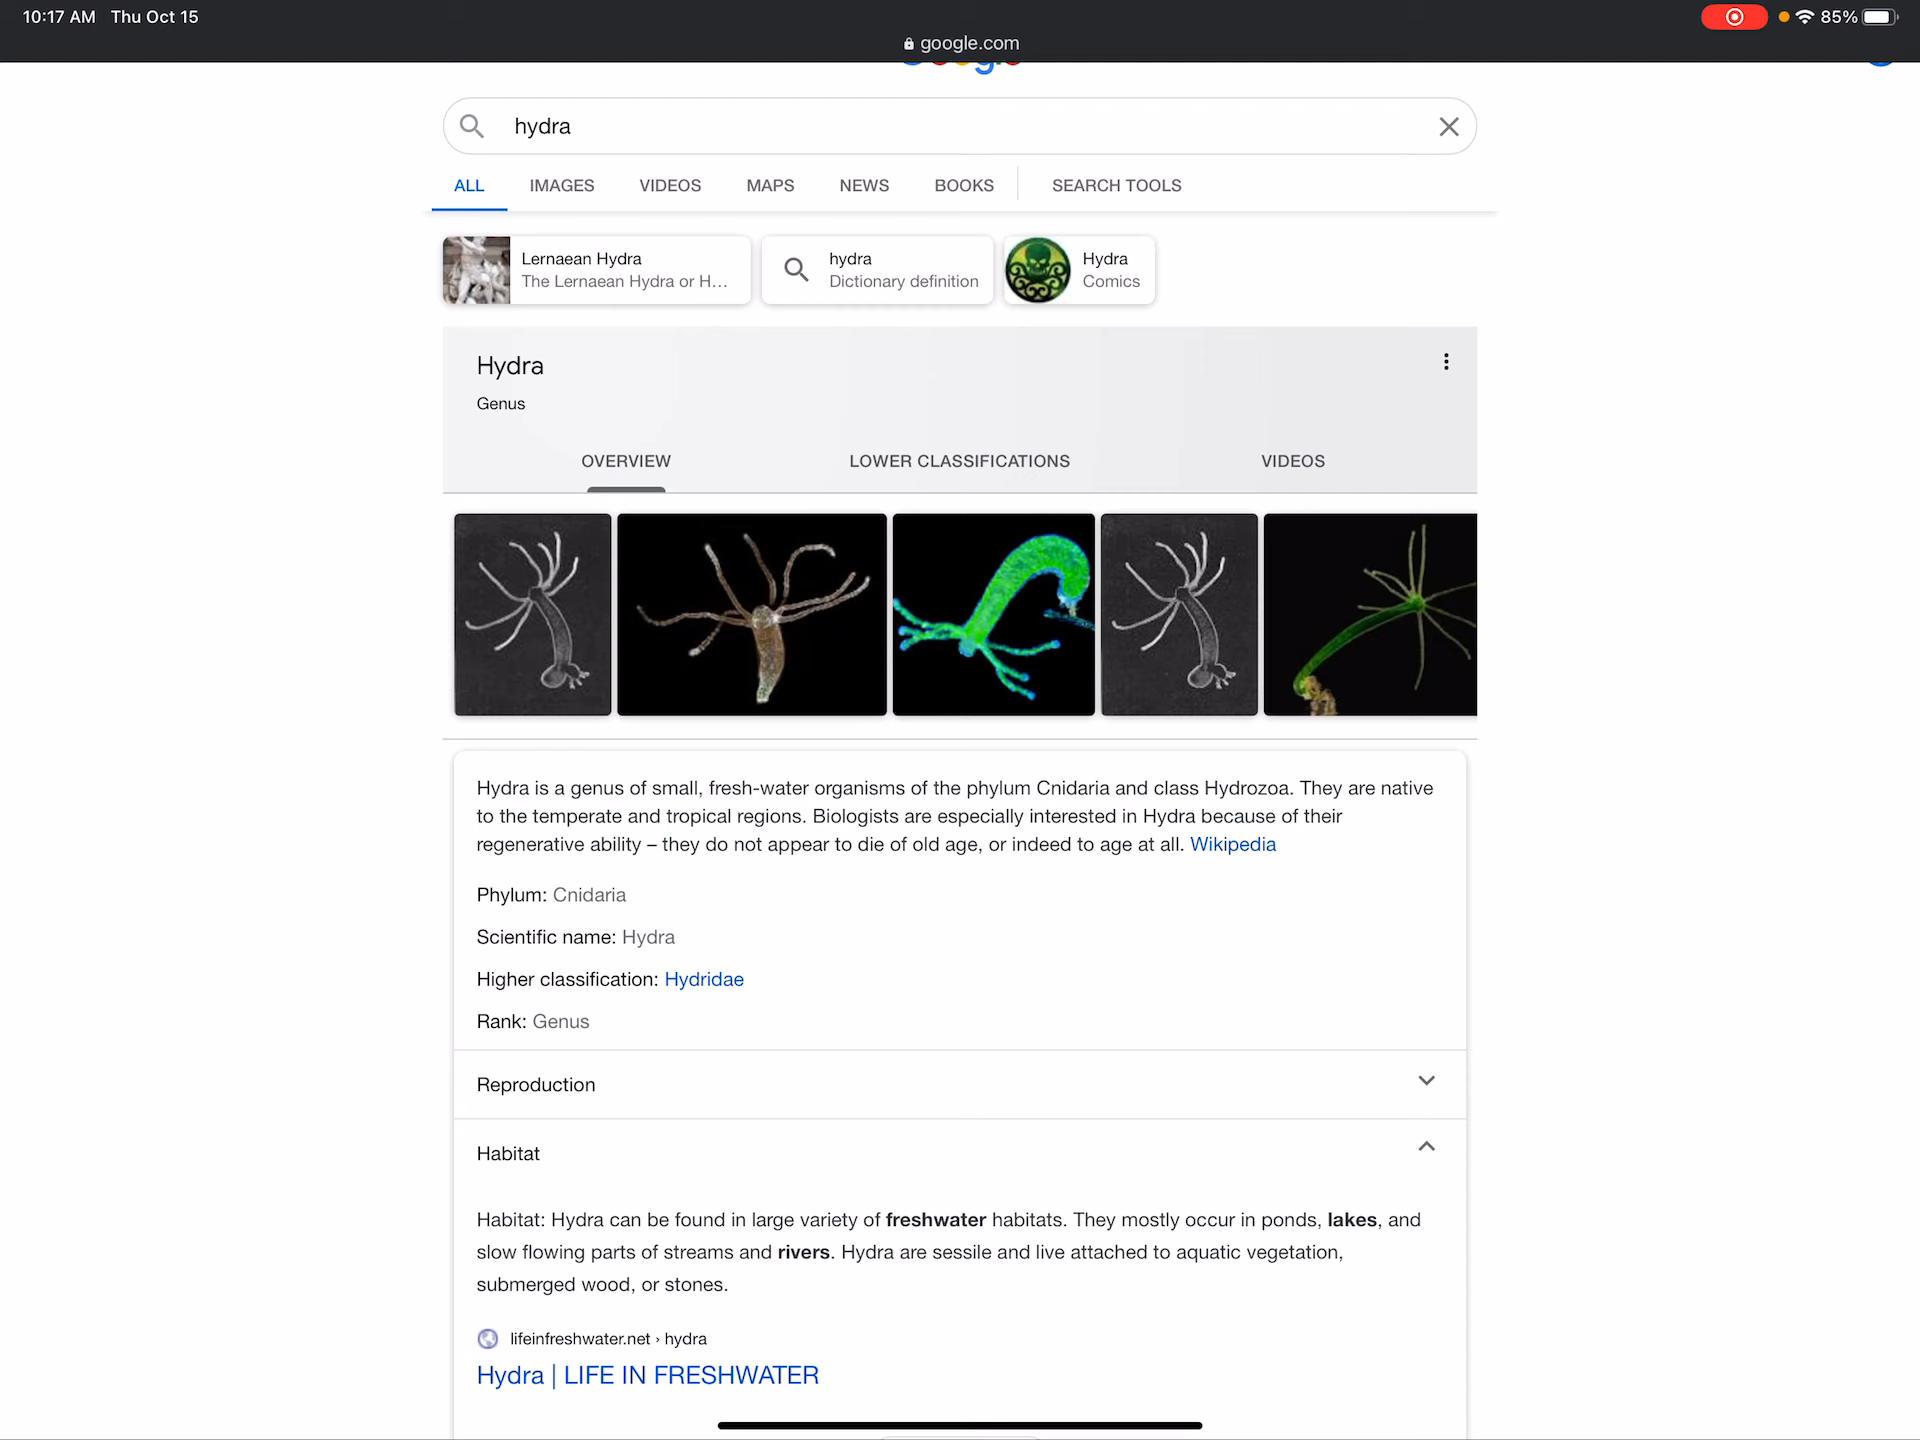 10:17 AM Thu Oct 15
85%
google.com
hydra
ALL IMAGES VIDEOS MAPS NEWS BOOKS SEARCH TOOLS
Lernaean Hydra
The Lernaean Hydra or H...
hydra
Dictionary definition
Hydra
Comics
Hydra
Genus
OVERVIEW LOWER CLASSIFICATIONS VIDEOS
Hydra is a genus of small, fresh-water organisms of the phylum Cnidaria and class Hydrozoa. They are native
to the temperate and tropical regions. Biologists are especially interested in Hydra because of their
regenerative ability – they do not appear to die of old age, or indeed to age at all. Wikipedia
Phylum: Cnidaria
Scientific name: Hydra
Higher classification: Hydridae
Rank: Genus
Reproduction
Habitat
Habitat: Hydra can be found in large variety of freshwater habitats. They mostly occur in ponds, lakes, and
slow flowing parts of streams and rivers. Hydra are sessile and live attached to aquatic vegetation,
submerged wood, or stones.
lifeinfreshwater.net › hydra
Hydra | LIFE IN FRESHWATER